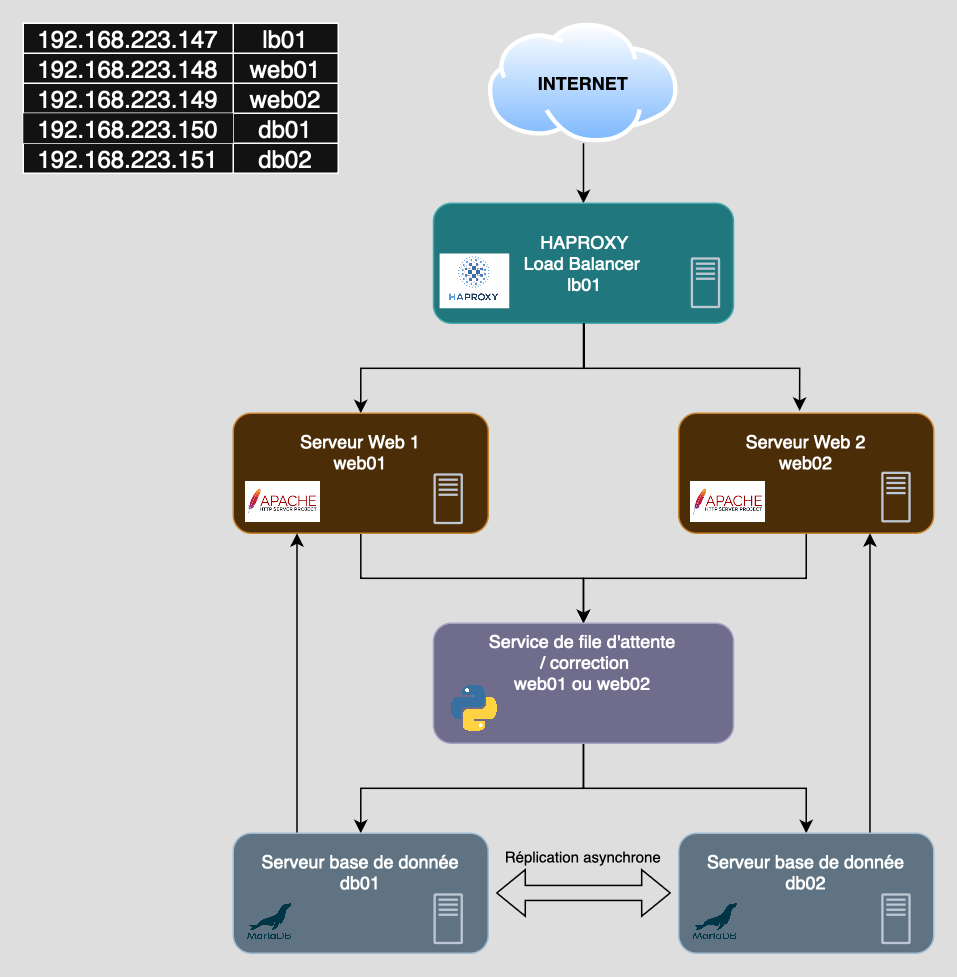 192.168.223.147 lb01
192.168.223.148 web01
192.168.223.149 web02
192.168.223.150 db01
192.168.223.151 db02
INTERNET
HAPROXY
Load Balancer
lb01
HAPROXY
Serveur Web 1
web01
APACHE
HTTP SERVER PROJECT
Serveur Web 2
web02
APACHE
HTTP SERVER PROJECT
Service de file d'attente
/ correction
web01 ou web02
Serveur base de donnée
db01
MariaDB
Réplication asynchrone
Serveur base de donnée
db02
MariaDB